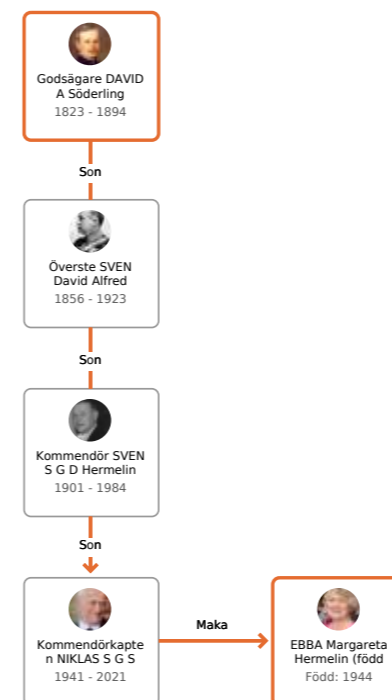 Godsägare DAVID
A Söderling
1823 - 1894
Son
Överste SVEN
David Alfred
1856 - 1923
Son
Kommendör SVEN
S G D Hermelin
1901 - 1984
Son
Kommendörkapte
n NIKLAS S G S
1941 - 2021
Maka
EBBA Margareta
Hermelin (född
Född: 1944